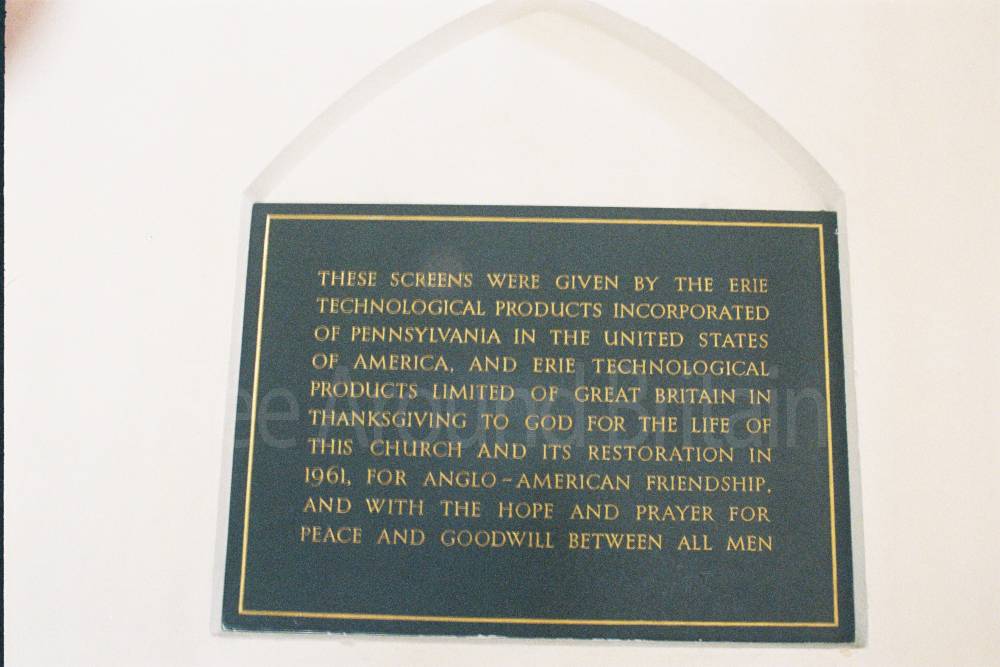 THESE SCREENS WERE GIVEN BY THE ERIE
TECHNOLOGICAL PRODUCTS INCORPORATED
OF PENNSYLVANIA IN THE UNITED STATES
OF AMERICA, AND ERIE TECHNOLOGICAL
PRODUCTS LIMITED OF GREAT BRITAIN IN
THANKSGIVING TO GOD FOR THE LIFE OF
THIS CHURCH AND ITS RESTORATION IN
1961, FOR ANGLO-AMERICAN FRIENDSHIP,
AND WITH THE HOPE AND PRAYER FOR
PEACE AND GOODWILL BETWEEN ALL MEN
See Around Britain